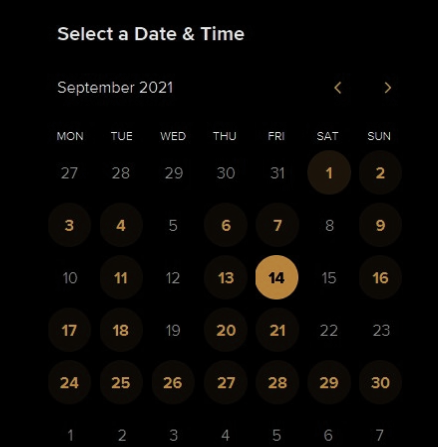 Select a Date & Time
September 2021
MON TUE WED THU FRI SAT SUN
27 28 29 30 31 1 2
3 4 5 6 7 8 9
10 11 12 13 14 15 16
17 18 19 20 21 22 23
24 25 26 27 28 29 30
1 2 3 4 5 6 7